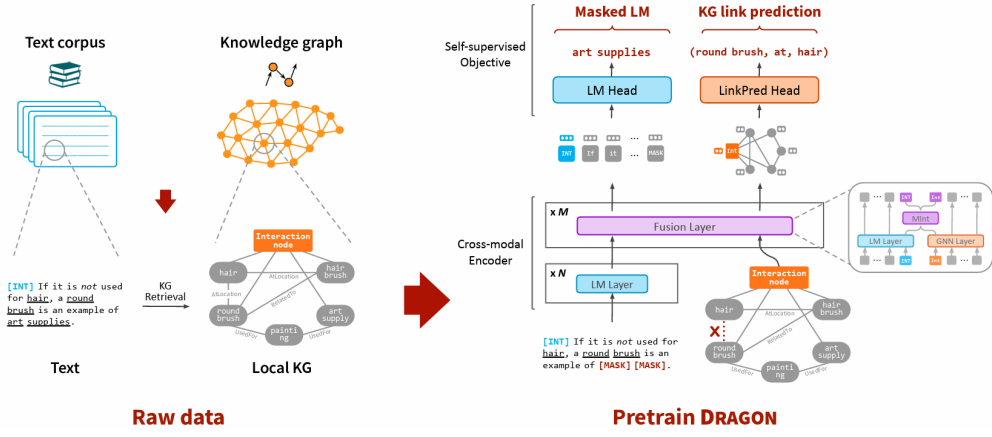 Text corpus
Knowledge graph
Interaction
node
hair
hair
brush
AtLocation
AtLocation
RelatedTo
round
brush
art
supply
painti
ng
UsedFor
UsedFor
[INT] If it is not used
for hair, a round
brush is an example of
art supplies.
KG
Retrieval
Text
Local KG
Raw data
Self-supervised
Objective
Masked LM
KG link prediction
art supplies
(round brush, at, hair)
LM Head
LinkPred Head
INT
If
it
...
MASK
Int
Cross-modal
Encoder
x M
Fusion Layer
x N
LM Layer
INT
Int
MInt
LM Layer
GNN Layer
INT
Int
...
...
...
...
Interaction
node
hair
hair
brush
AtLocation
X
RelatedTo
round
brush
art
supply
painti
ng
UsedFor
UsedFor
[INT] If it is not used for
hair, a round brush is an
example of [MASK] [MASK].
Pretrain DRAGON